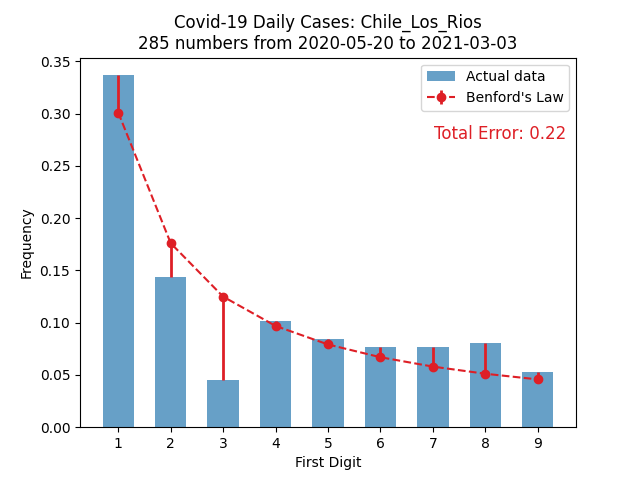 Covid-19 Daily Cases: Chile_Los_Rios
285 numbers from 2020-05-20 to 2021-03-03
Actual data
Benford's Law
Total Error: 0.22
Frequency
0.35
0.30
0.25
0.20
0.15
0.10
0.05
0.00
1 2 3 4 5 6 7 8 9
First Digit